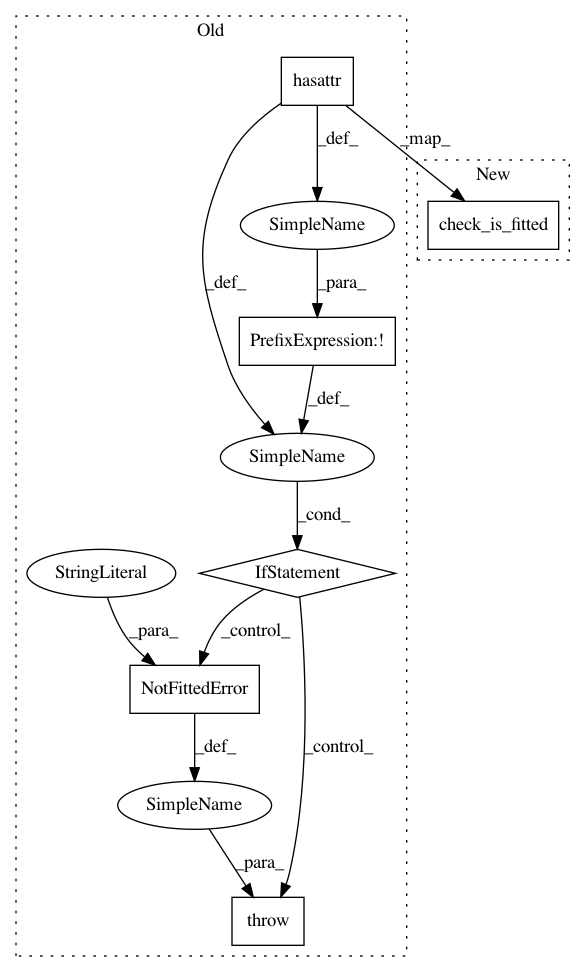 Old
hasattr
_def_
_map_
New
SimpleName
check_is_fitted
_def_
_para_
PrefixExpression:!
_def_
SimpleName
_cond_
StringLiteral
IfStatement
_para_
_control_
NotFittedError
_def_
_control_
SimpleName
_para_
throw